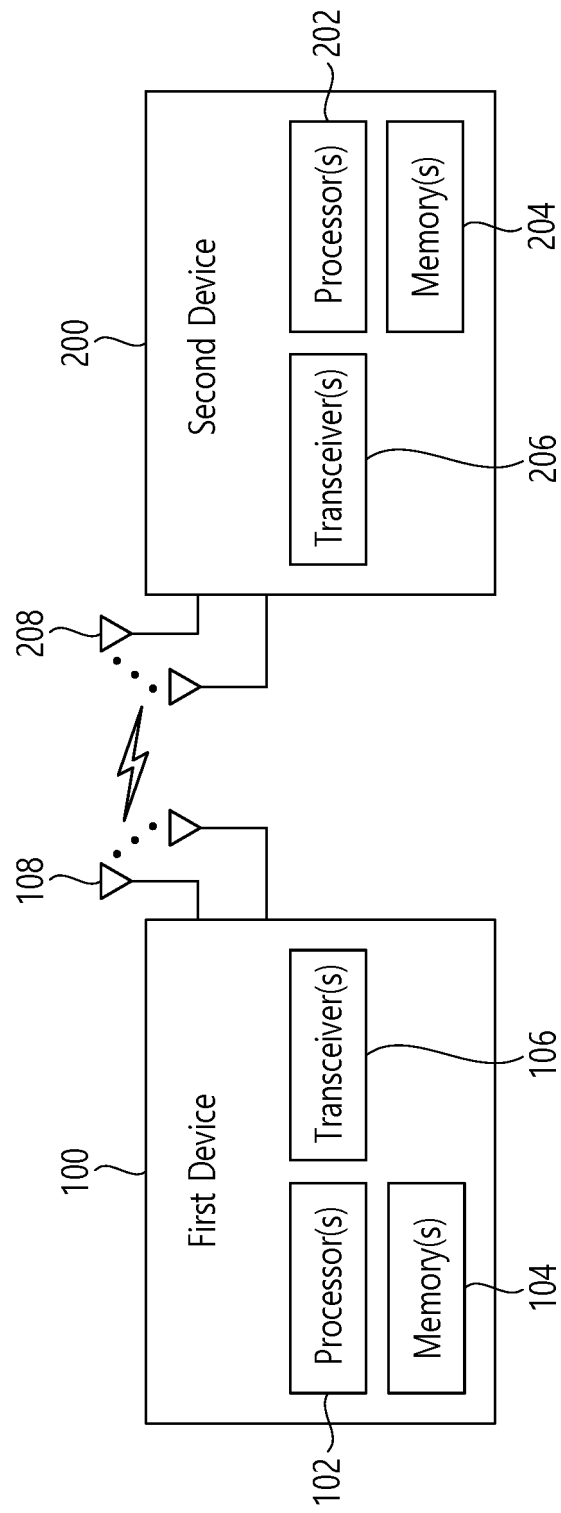 100
First Device
102
Processor(s)
Memory(s)
104
Transceiver(s)
106
108
208
200
Second Device
Transceiver(s)
206
Processor(s)
202
Memory(s)
204